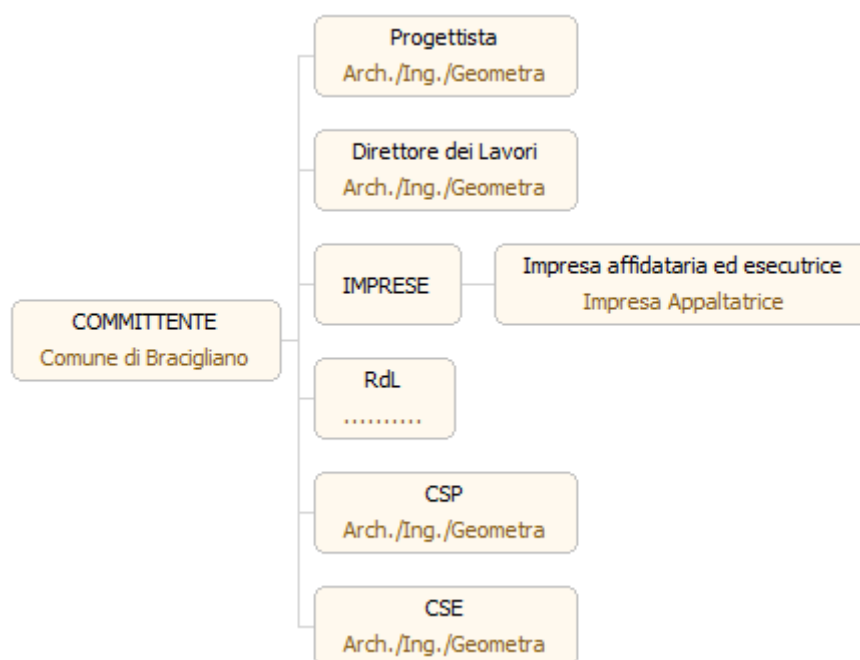 Progettista
Arch./Ing./Geometra
Direttore dei Lavori
Arch./Ing./Geometra
IMPRESE
Impresa affidataria ed esecutrice
Impresa Appaltatrice
COMMITTENTE
Comune di Bracigliano
RdL
..........
CSP
Arch./Ing./Geometra
CSE
Arch./Ing./Geometra